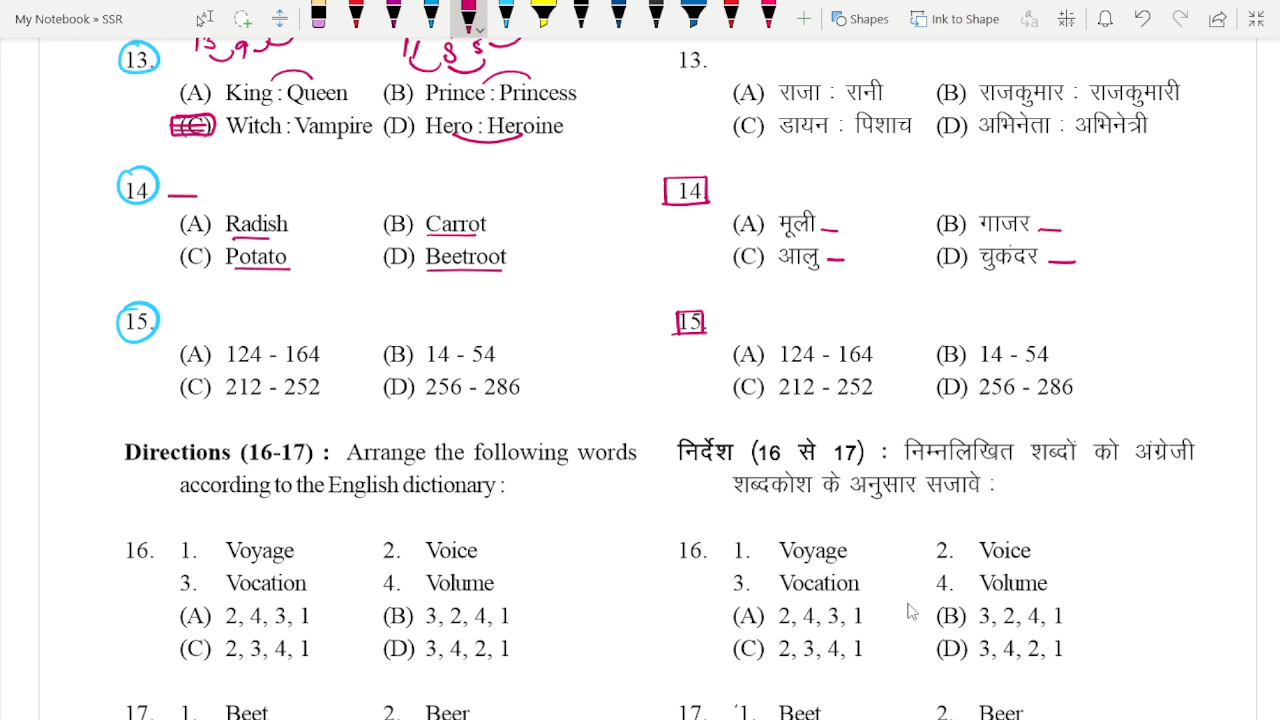 My Notebook » SSR
Shapes
Ink to Shape
13 9
11 8 5
13.
(A) King : Queen (B) Prince : Princess
(C) Witch : Vampire (D) Hero : Heroine
14
(A) Radish (B) Carrot
(C) Potato (D) Beetroot
15.
(A) 124 - 164 (B) 14 - 54
(C) 212 - 252 (D) 256 - 286
Directions (16-17) : Arrange the following words
according to the English dictionary :
16. 1. Voyage 2. Voice
3. Vocation 4. Volume
(A) 2, 4, 3, 1 (B) 3, 2, 4, 1
(C) 2, 3, 4, 1 (D) 3, 4, 2, 1
17. 1. Beet 2. Beer
13.
(A) राजा : रानी (B) राजकुमार : राजकुमारी
(C) डायन : पिशाच (D) अभिनेता : अभिनेत्री
14.
(A) मूली (B) गाजर
(C) आलु (D) चुकंदर
15.
(A) 124 - 164 (B) 14 - 54
(C) 212 - 252 (D) 256 - 286
निर्देश (16 से 17) : निम्नलिखित शब्दों को अंग्रेजी
शब्दकोश के अनुसार सजावे :
16. 1. Voyage 2. Voice
3. Vocation 4. Volume
(A) 2, 4, 3, 1 (B) 3, 2, 4, 1
(C) 2, 3, 4, 1 (D) 3, 4, 2, 1
17. 1. Beet 2. Beer